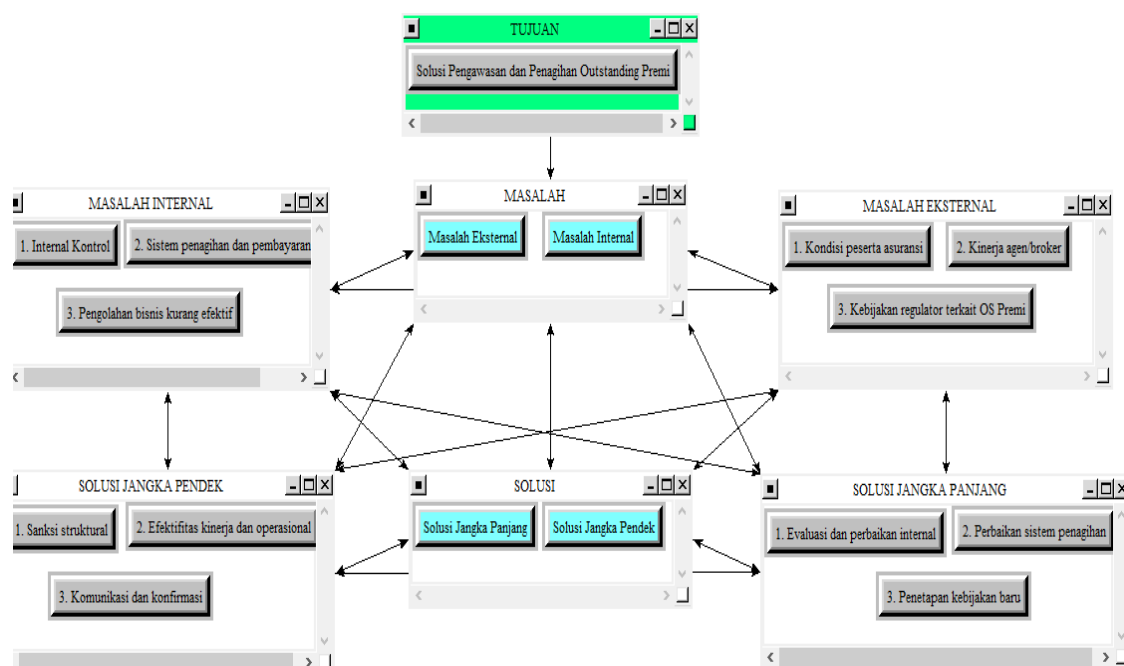 TUJUAN
Solusi Pengawasan dan Penagihan Outstanding Premi
MASALAH INTERNAL
1. Internal Kontrol
2. Sistem penagihan dan pembayaran
3. Pengolahan bisnis kurang efektif
MASALAH
Masalah Eksternal
Masalah Internal
MASALAH EKSTERNAL
1. Kondisi peserta asuransi
2. Kinerja agen/broker
3. Kebijakan regulator terkait OS Premi
SOLUSI JANGKA PENDEK
1. Sanksi struktural
2. Efektifitas kinerja dan operasional
3. Komunikasi dan konfirmasi
SOLUSI
Solusi Jangka Panjang
Solusi Jangka Pendek
SOLUSI JANGKA PANJANG
1. Evaluasi dan perbaikan internal
2. Perbaikan sistem penagihan
3. Penetapan kebijakan baru